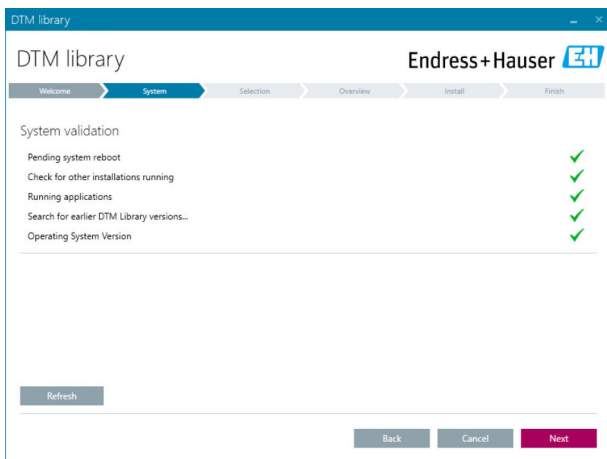 DTM library
DTM library
Endress+Hauser EH
Welcome System Selection Overview Install Finish
System validation
Pending system reboot
Check for other installations running
Running applications
Search for earlier DTM Library versions...
Operating System Version
Refresh
Back Cancel Next